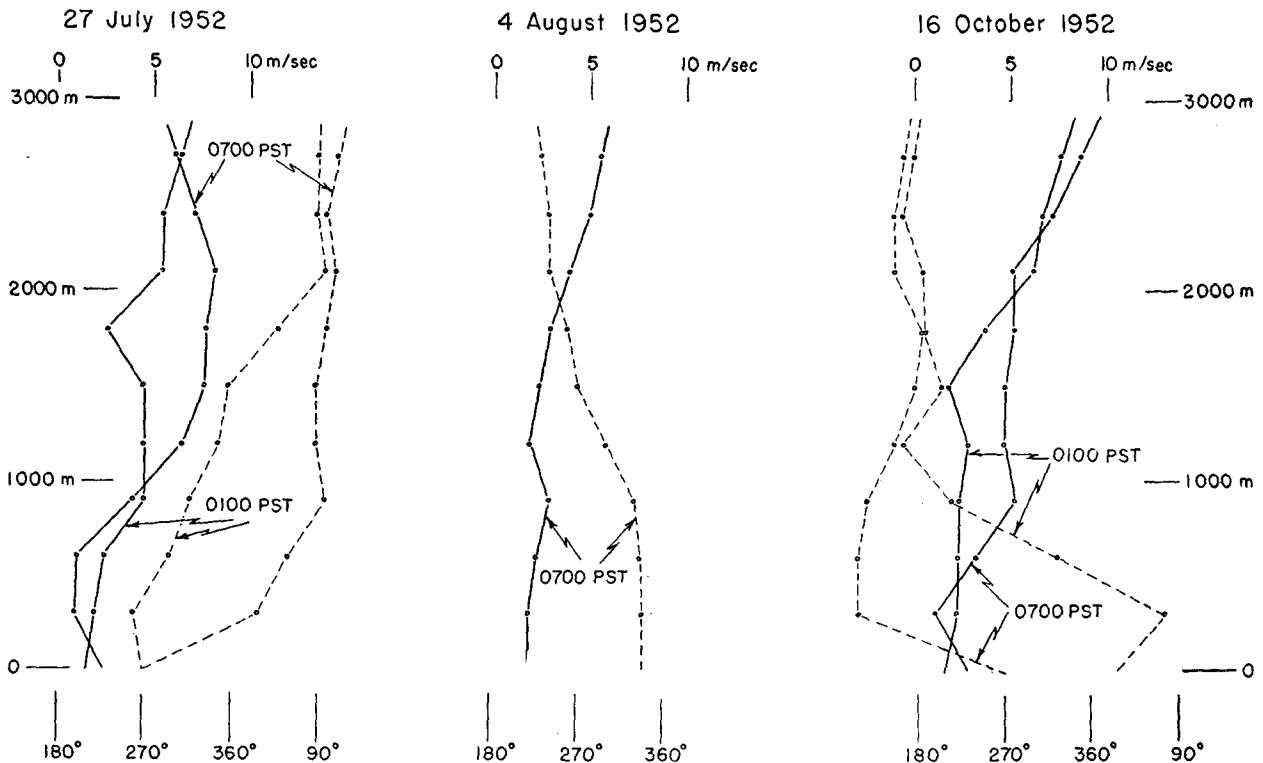 27 July 1952 4 August 1952 16 October 1952
0 5 10 m/sec 0 5 10 m/sec 0 5 10 m/sec
3000 m 3000 m
0700 PST
2000 m 2000 m
0100 PST
1000 m 1000 m
0100 PST
0700 PST
0700 PST
0 0
180° 270° 360° 90° 180° 270° 360° 180° 270° 360° 90°